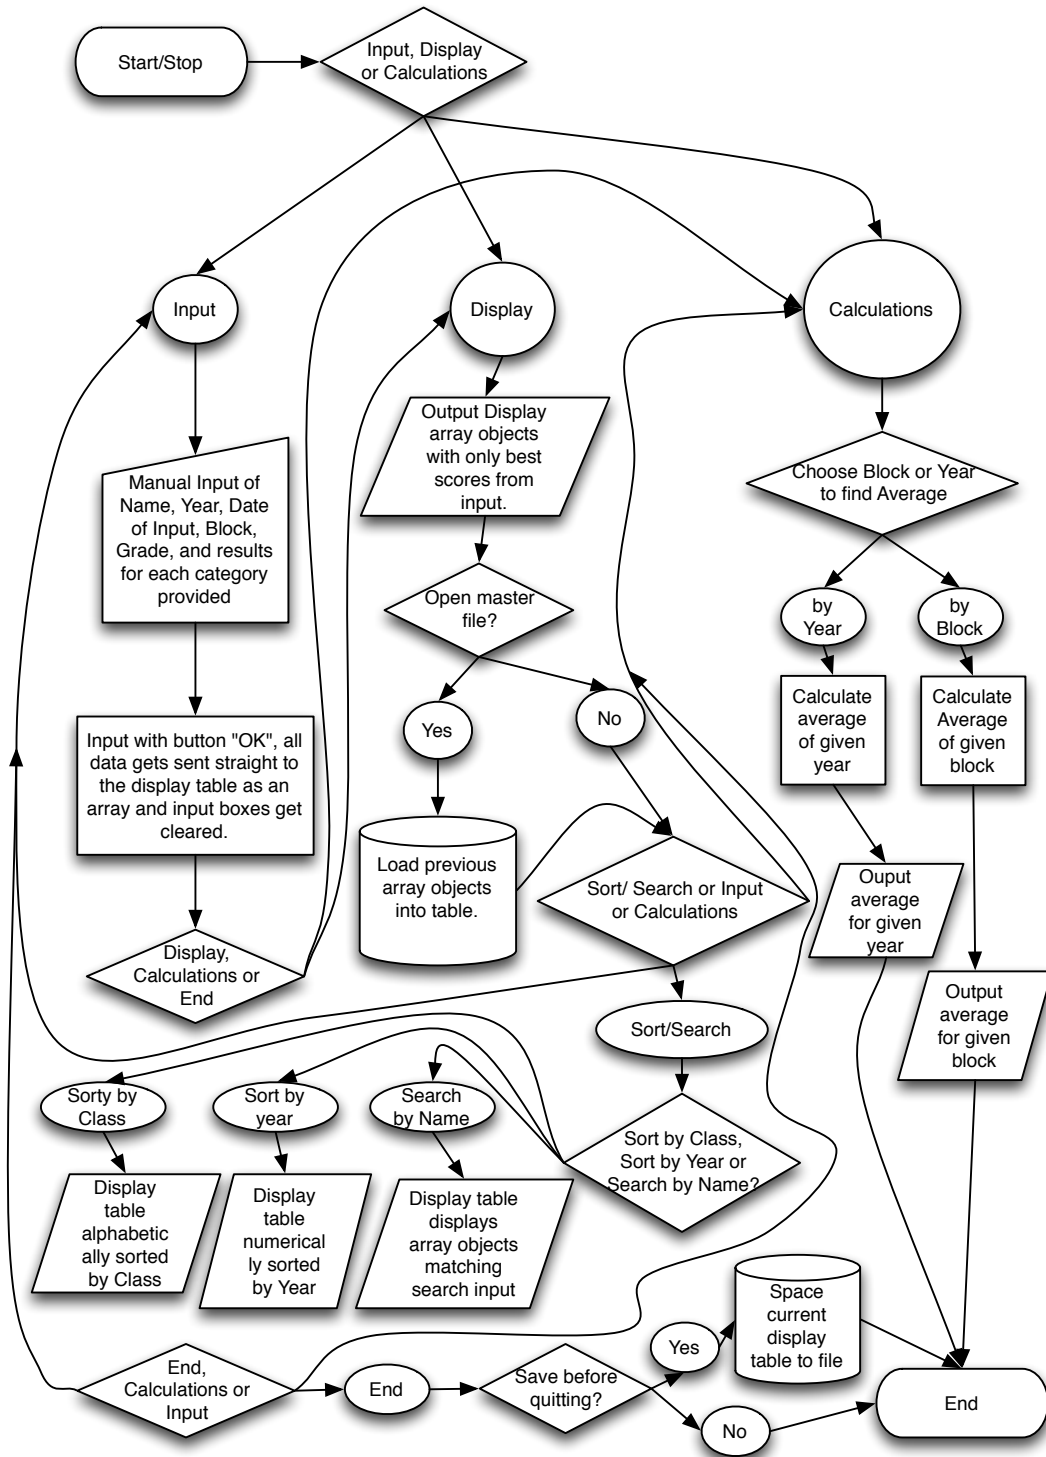 Start/Stop
Input, Display
or Calculations
Input
Display
Calculations
Manual Input of
Name, Year, Date
of Input, Block,
Grade, and results
for each category
provided
Output Display
array objects
with only best
scores from
input.
Choose Block or Year
to find Average
Open master
file?
by
Year
by
Block
Yes
No
Calculate
average
of given
year
Calculate
Average
of given
block
Input with button "OK", all
data gets sent straight to
the display table as an
array and input boxes get
cleared.
Load previous
array objects
into table.
Sort/ Search or Input
or Calculations
Ouput
average
for given
year
Display,
Calculations or
End
Output
average
for given
block
Sort/Search
Sorty by
Class
Sort by
year
Search
by Name
Sort by Class,
Sort by Year or
Search by Name?
Display
table
alphabetic
ally sorted
by Class
Display
table
numerical
ly sorted
by Year
Display table
displays
array objects
matching
search input
Space
current
display
table to file
End,
Calculations or
Input
End
Save before
quitting?
Yes
No
End